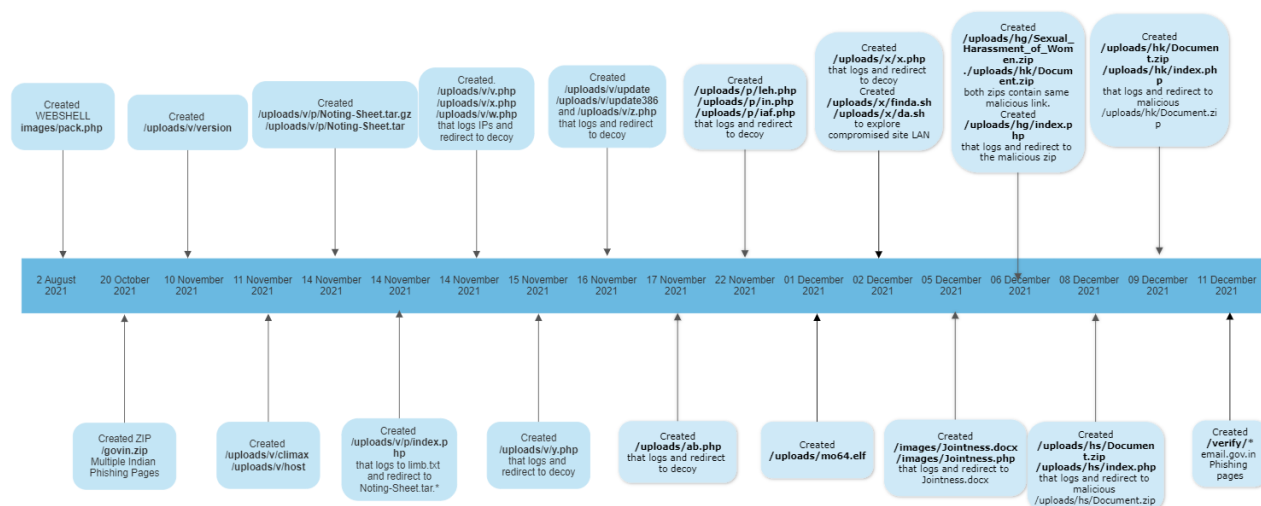 Created
WEBSHELL
images/pack.php
Created
/uploads/v/version
Created
/uploads/v/p/Noting-Sheet.tar.gz
/uploads/v/p/Noting-Sheet.tar
Created.
/uploads/v/v.php
/uploads/v/x.php
/uploads/v/w.php
that logs IPs and
redirect to decoy
Created
/uploads/v/update
/uploads/v/update386
and /uploads/v/z.php
that logs and redirect
to decoy
Created
/uploads/p/leh.php
/uploads/p/in.php
/uploads/p/iaf.php
that logs and redirect
to decoy
Created
/uploads/x/x.php
that logs and redirect
to decoy
Created
/uploads/x/finda.sh
/uploads/x/da.sh
to explore
compromised site LAN
Created
/uploads/hg/Sexual_
Harassment_of_Wom
en.zip
./uploads/hk/Docum
ent.zip
both zips contain same
malicious link.
Created
/uploads/hg/index.p
hp
that logs and redirect to
the malicious zip
Created
/uploads/hk/Documen
t.zip
/uploads/hk/index.ph
p
that logs and redirect to
malicious
/uploads/hk/Document.zi
p
2 August
2021
20 October
2021
10 November
2021
11 November
2021
14 November
2021
14 November
2021
14 November
2021
15 November
2021
16 November
2021
17 November
2021
22 November
2021
01 December
2021
02 December
2021
05 December
2021
06 December
2021
08 December
2021
09 December
2021
11 December
2021
Created ZIP
/govin.zip
Multiple Indian
Phishing Pages
Created
/uploads/v/climax
/uploads/v/host
Created
/uploads/v/p/index.p
hp
that logs to limb.txt
and redirect to
Noting-Sheet.tar.*
Created
/uploads/v/y.php
that logs and
redirect to decoy
Created
/uploads/ab.php
that logs and redirect
to decoy
Created
/uploads/mo64.elf
Created
/images/Jointness.docx
/images/Jointness.php
that logs and redirect to
Jointness.docx
Created
/uploads/hs/Documen
t.zip
/uploads/hs/index.php
that logs and redirect to
malicious
/uploads/hs/Document.zip
Created
/verify/*
email.gov.in
Phishing
pages